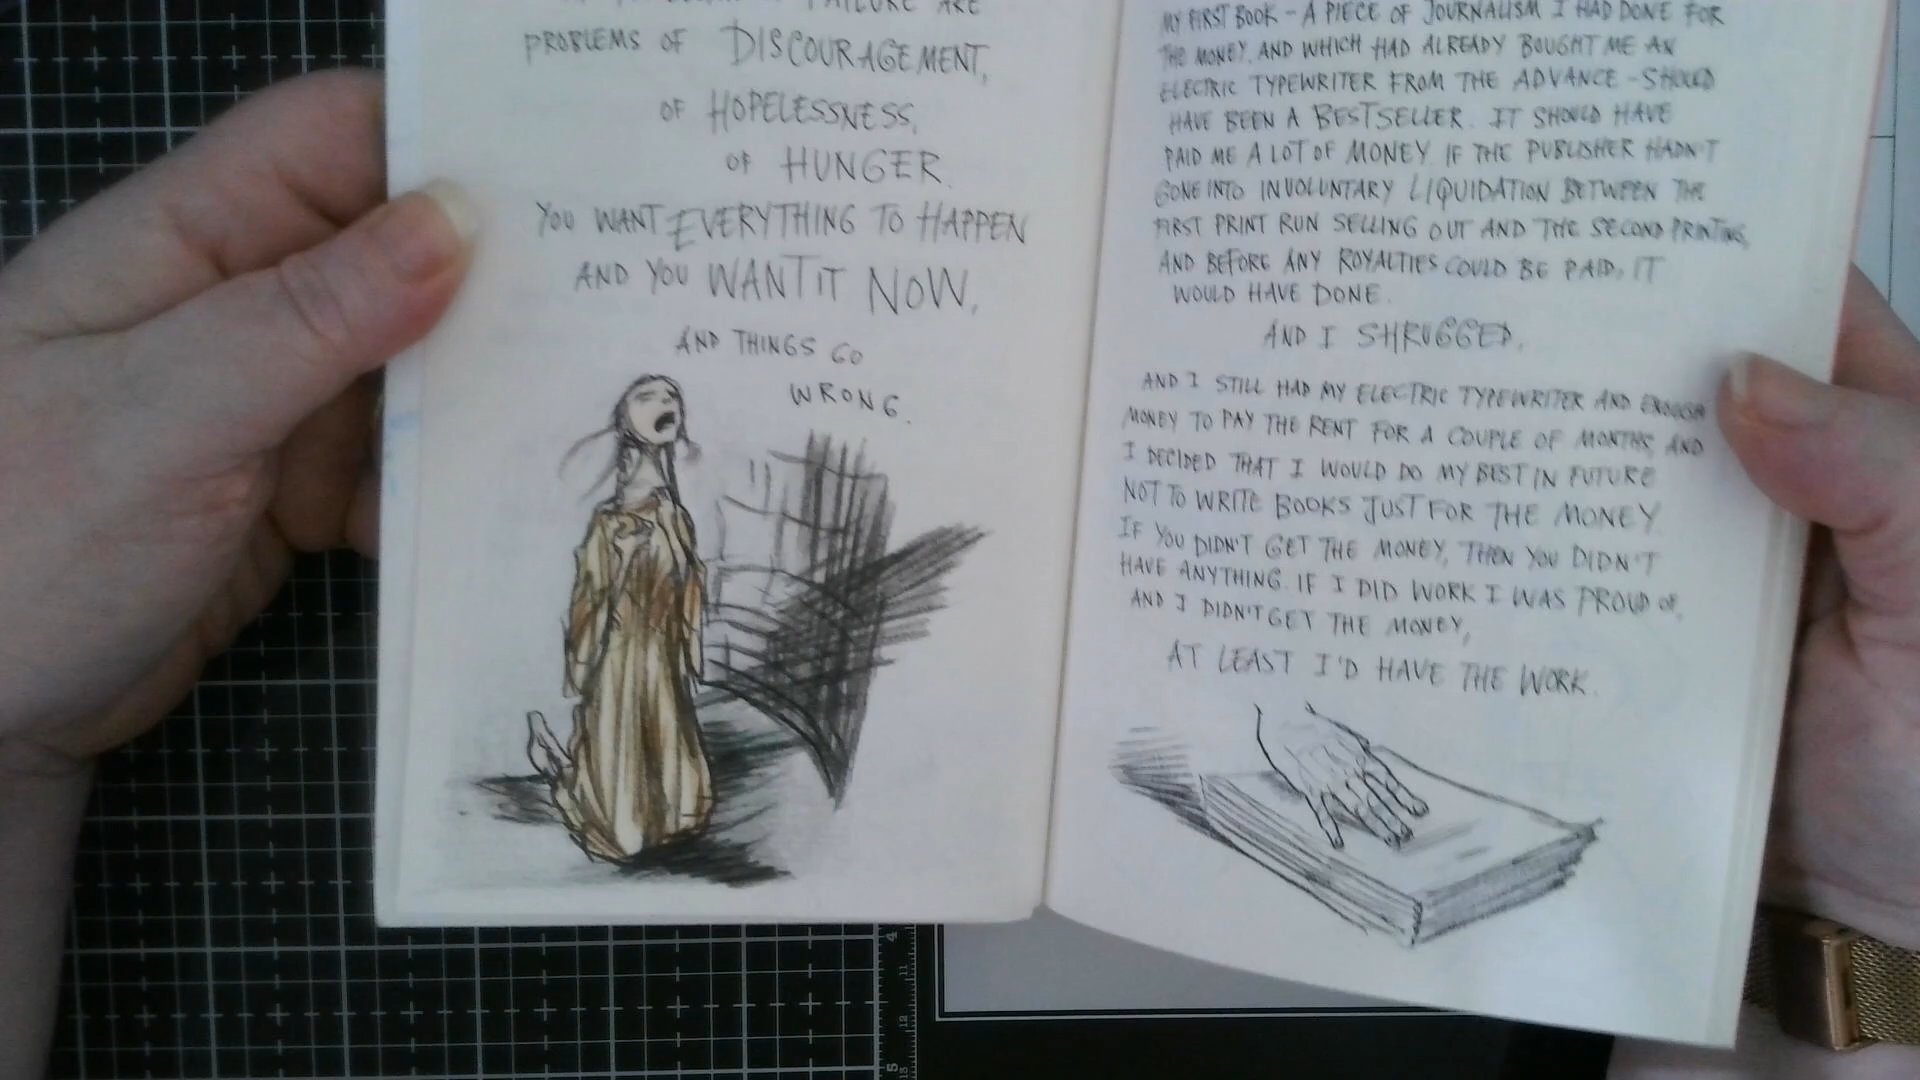 FAILURE ARE
PROBLEMS OF DISCOURAGEMENT,
OF HOPELESSNESS,
OF HUNGER.
YOU WANT EVERYTHING TO HAPPEN
AND YOU WANT IT NOW,
AND THINGS GO
WRONG.
MY FIRST BOOK – A PIECE OF JOURNALISM I HAD DONE FOR
THE MONEY, AND WHICH HAD ALREADY BOUGHT ME AN
ELECTRIC TYPEWRITER FROM THE ADVANCE – SHOULD
HAVE BEEN A BESTSELLER. IT SHOULD HAVE
PAID ME A LOT OF MONEY. IF THE PUBLISHER HADN'T
GONE INTO INVOLUNTARY LIQUIDATION BETWEEN THE
FIRST PRINT RUN SELLING OUT AND THE SECOND PRINTING,
AND BEFORE ANY ROYALTIES COULD BE PAID, IT
WOULD HAVE DONE.
AND I SHRUGGED,
AND I STILL HAD MY ELECTRIC TYPEWRITER AND ENOUGH
MONEY TO PAY THE RENT FOR A COUPLE OF MONTHS, AND
I DECIDED THAT I WOULD DO MY BEST IN FUTURE
NOT TO WRITE BOOKS JUST FOR THE MONEY.
IF YOU DIDN'T GET THE MONEY, THEN YOU DIDN'T
HAVE ANYTHING. IF I DID WORK I WAS PROUD OF,
AND I DIDN'T GET THE MONEY,
AT LEAST I'D HAVE THE WORK.
4
11
12
5
13